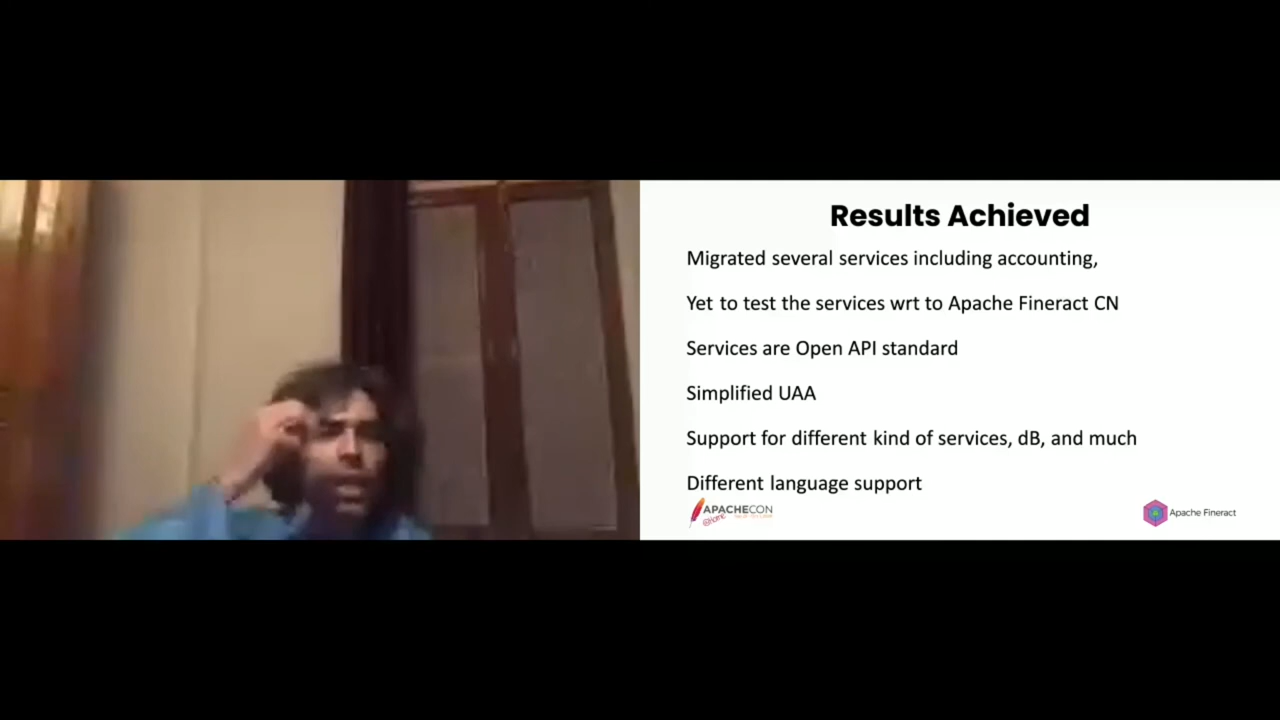 Results Achieved
Migrated several services including accounting,
Yet to test the services wrt to Apache Fineract CN
Services are Open API standard
Simplified UAA
Support for different kind of services, dB, and much
Different language support
APACHECON
@home
Apache Fineract